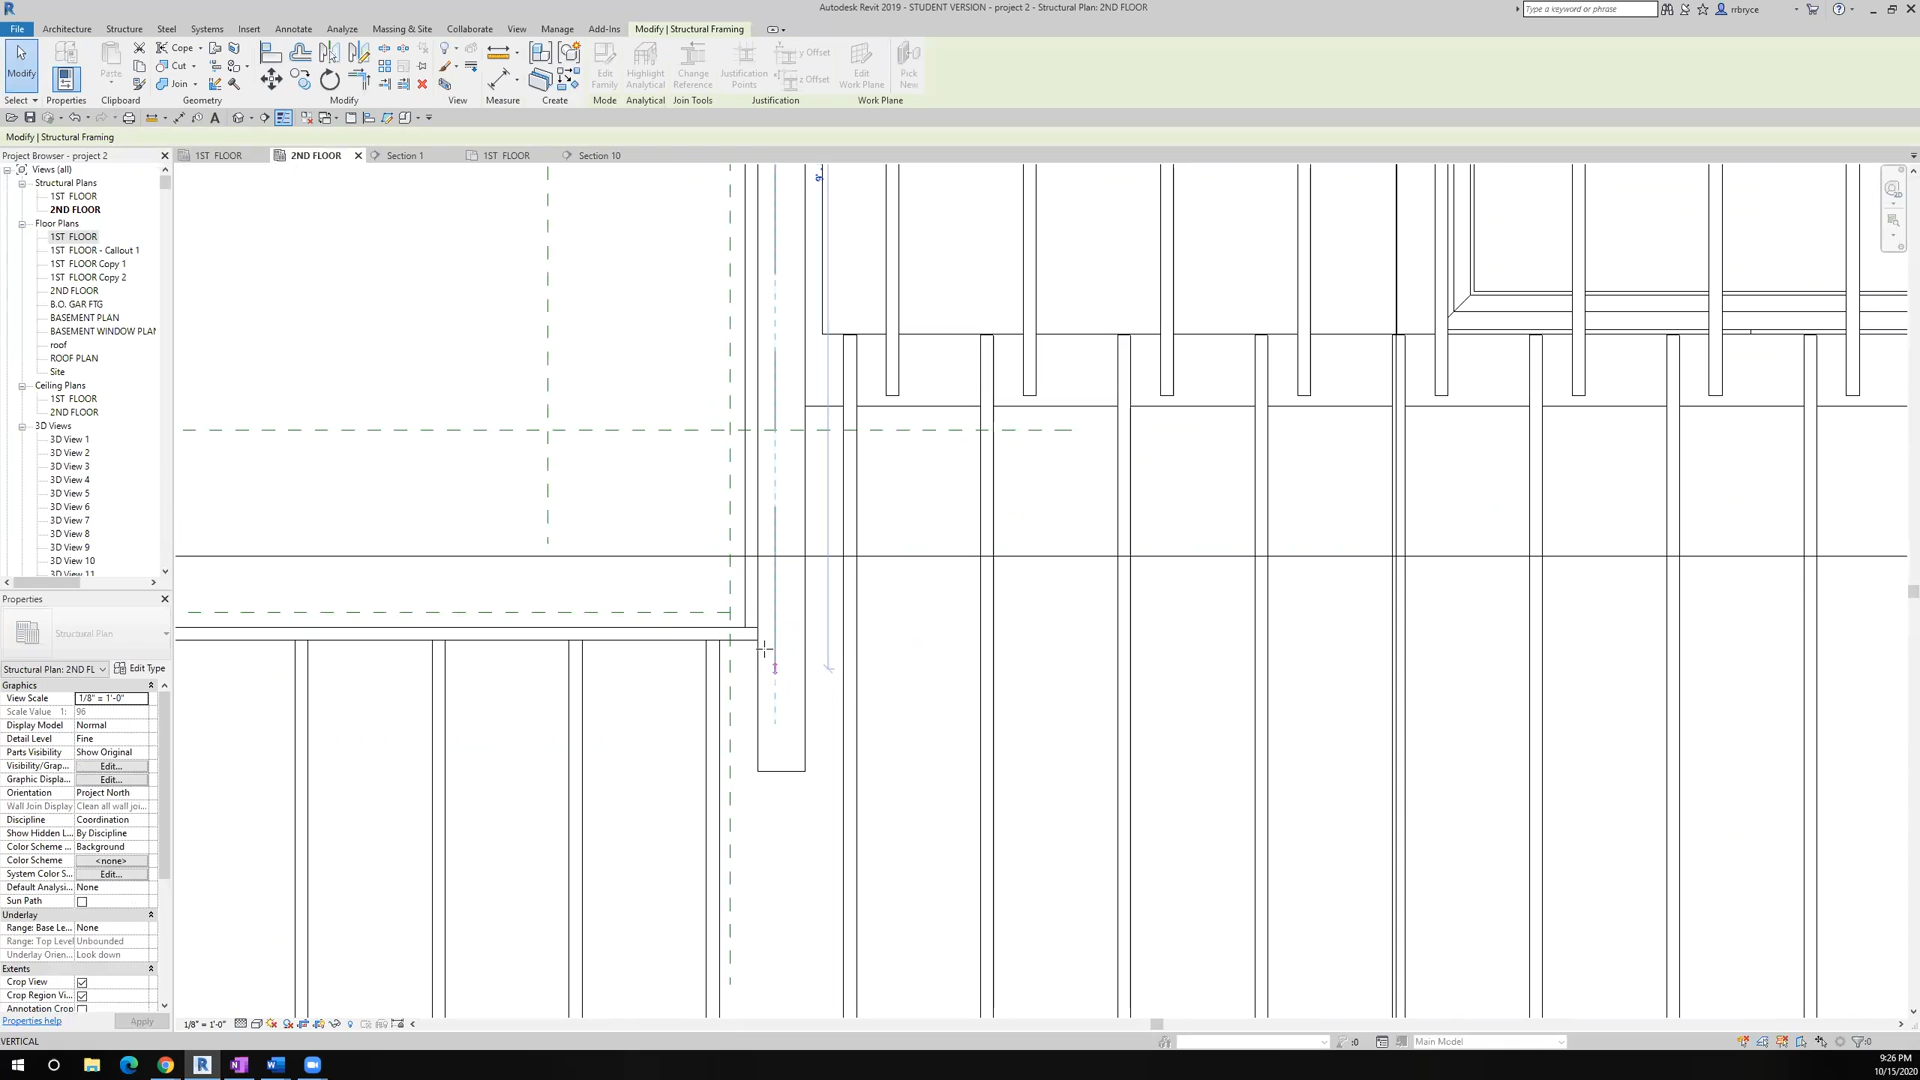 Autodesk Revit 2019 - STUDENT VERSION - project 2 - Structural Plan: 2ND FLOOR
Type a keyword or phrase
rrbryce
File Architecture Structure Steel Systems Insert Annotate Analyze Massing & Site Collaborate View Manage Add-Ins Modify | Structural Framing
Modify
Properties
Paste
Cope
Cut
Join
Edit Family
Highlight Analytical
Change Reference
Justification Points
y Offset
z Offset
Edit Work Plane
Pick New
Select Properties Clipboard Geometry Modify View Measure Create Mode Analytical Join Tools Justification Work Plane
Modify | Structural Framing
Project Browser - project 2
1ST FLOOR
2ND FLOOR
Section 1
1ST FLOOR
Section 10
Views (all)
Structural Plans
1ST FLOOR
2ND FLOOR
Floor Plans
1ST FLOOR
1ST FLOOR - Callout 1
1ST FLOOR Copy 1
1ST FLOOR Copy 2
2ND FLOOR
B.O. GAR FTG
BASEMENT PLAN
BASEMENT WINDOW PLAN
roof
ROOF PLAN
Site
Ceiling Plans
1ST FLOOR
2ND FLOOR
3D Views
3D View 1
3D View 2
3D View 3
3D View 4
3D View 5
3D View 6
3D View 7
3D View 8
3D View 9
3D View 10
3D View 11
Properties
Structural Plan
Structural Plan: 2ND FL Edit Type
Graphics
View Scale 1/8" = 1'-0"
Scale Value 1: 96
Display Model Normal
Detail Level Fine
Parts Visibility Show Original
Visibility/Grap... Edit...
Graphic Displa... Edit...
Orientation Project North
Wall Join Display Clean all wall joi...
Discipline Coordination
Show Hidden L... By Discipline
Color Scheme ... Background
Color Scheme <none>
System Color S... Edit...
Default Analysi... None
Sun Path
Underlay
Range: Base Le... None
Range: Top Level Unbounded
Underlay Orien... Look down
Extents
Crop View
Crop Region Vi...
Annotation Crop
Properties help Apply
1/8" = 1'-0"
VERTICAL
:0
Main Model
:0
9:26 PM
10/15/2020